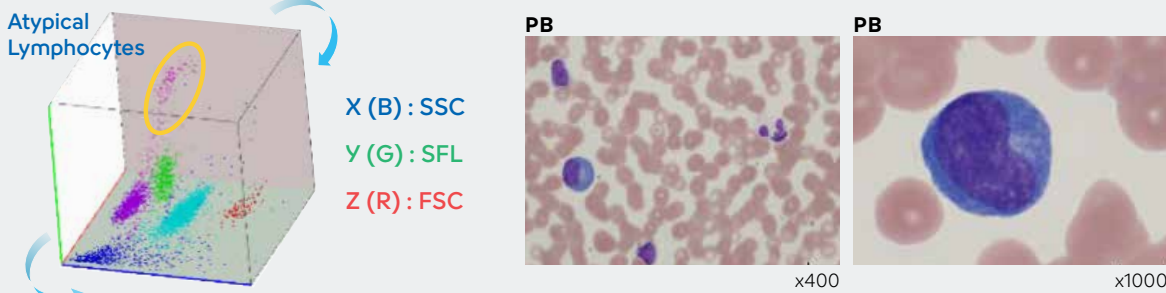 Atypical
Lymphocytes
X (B) : SSC
Y (G) : SFL
Z (R) : FSC
PB
x400
PB
x1000